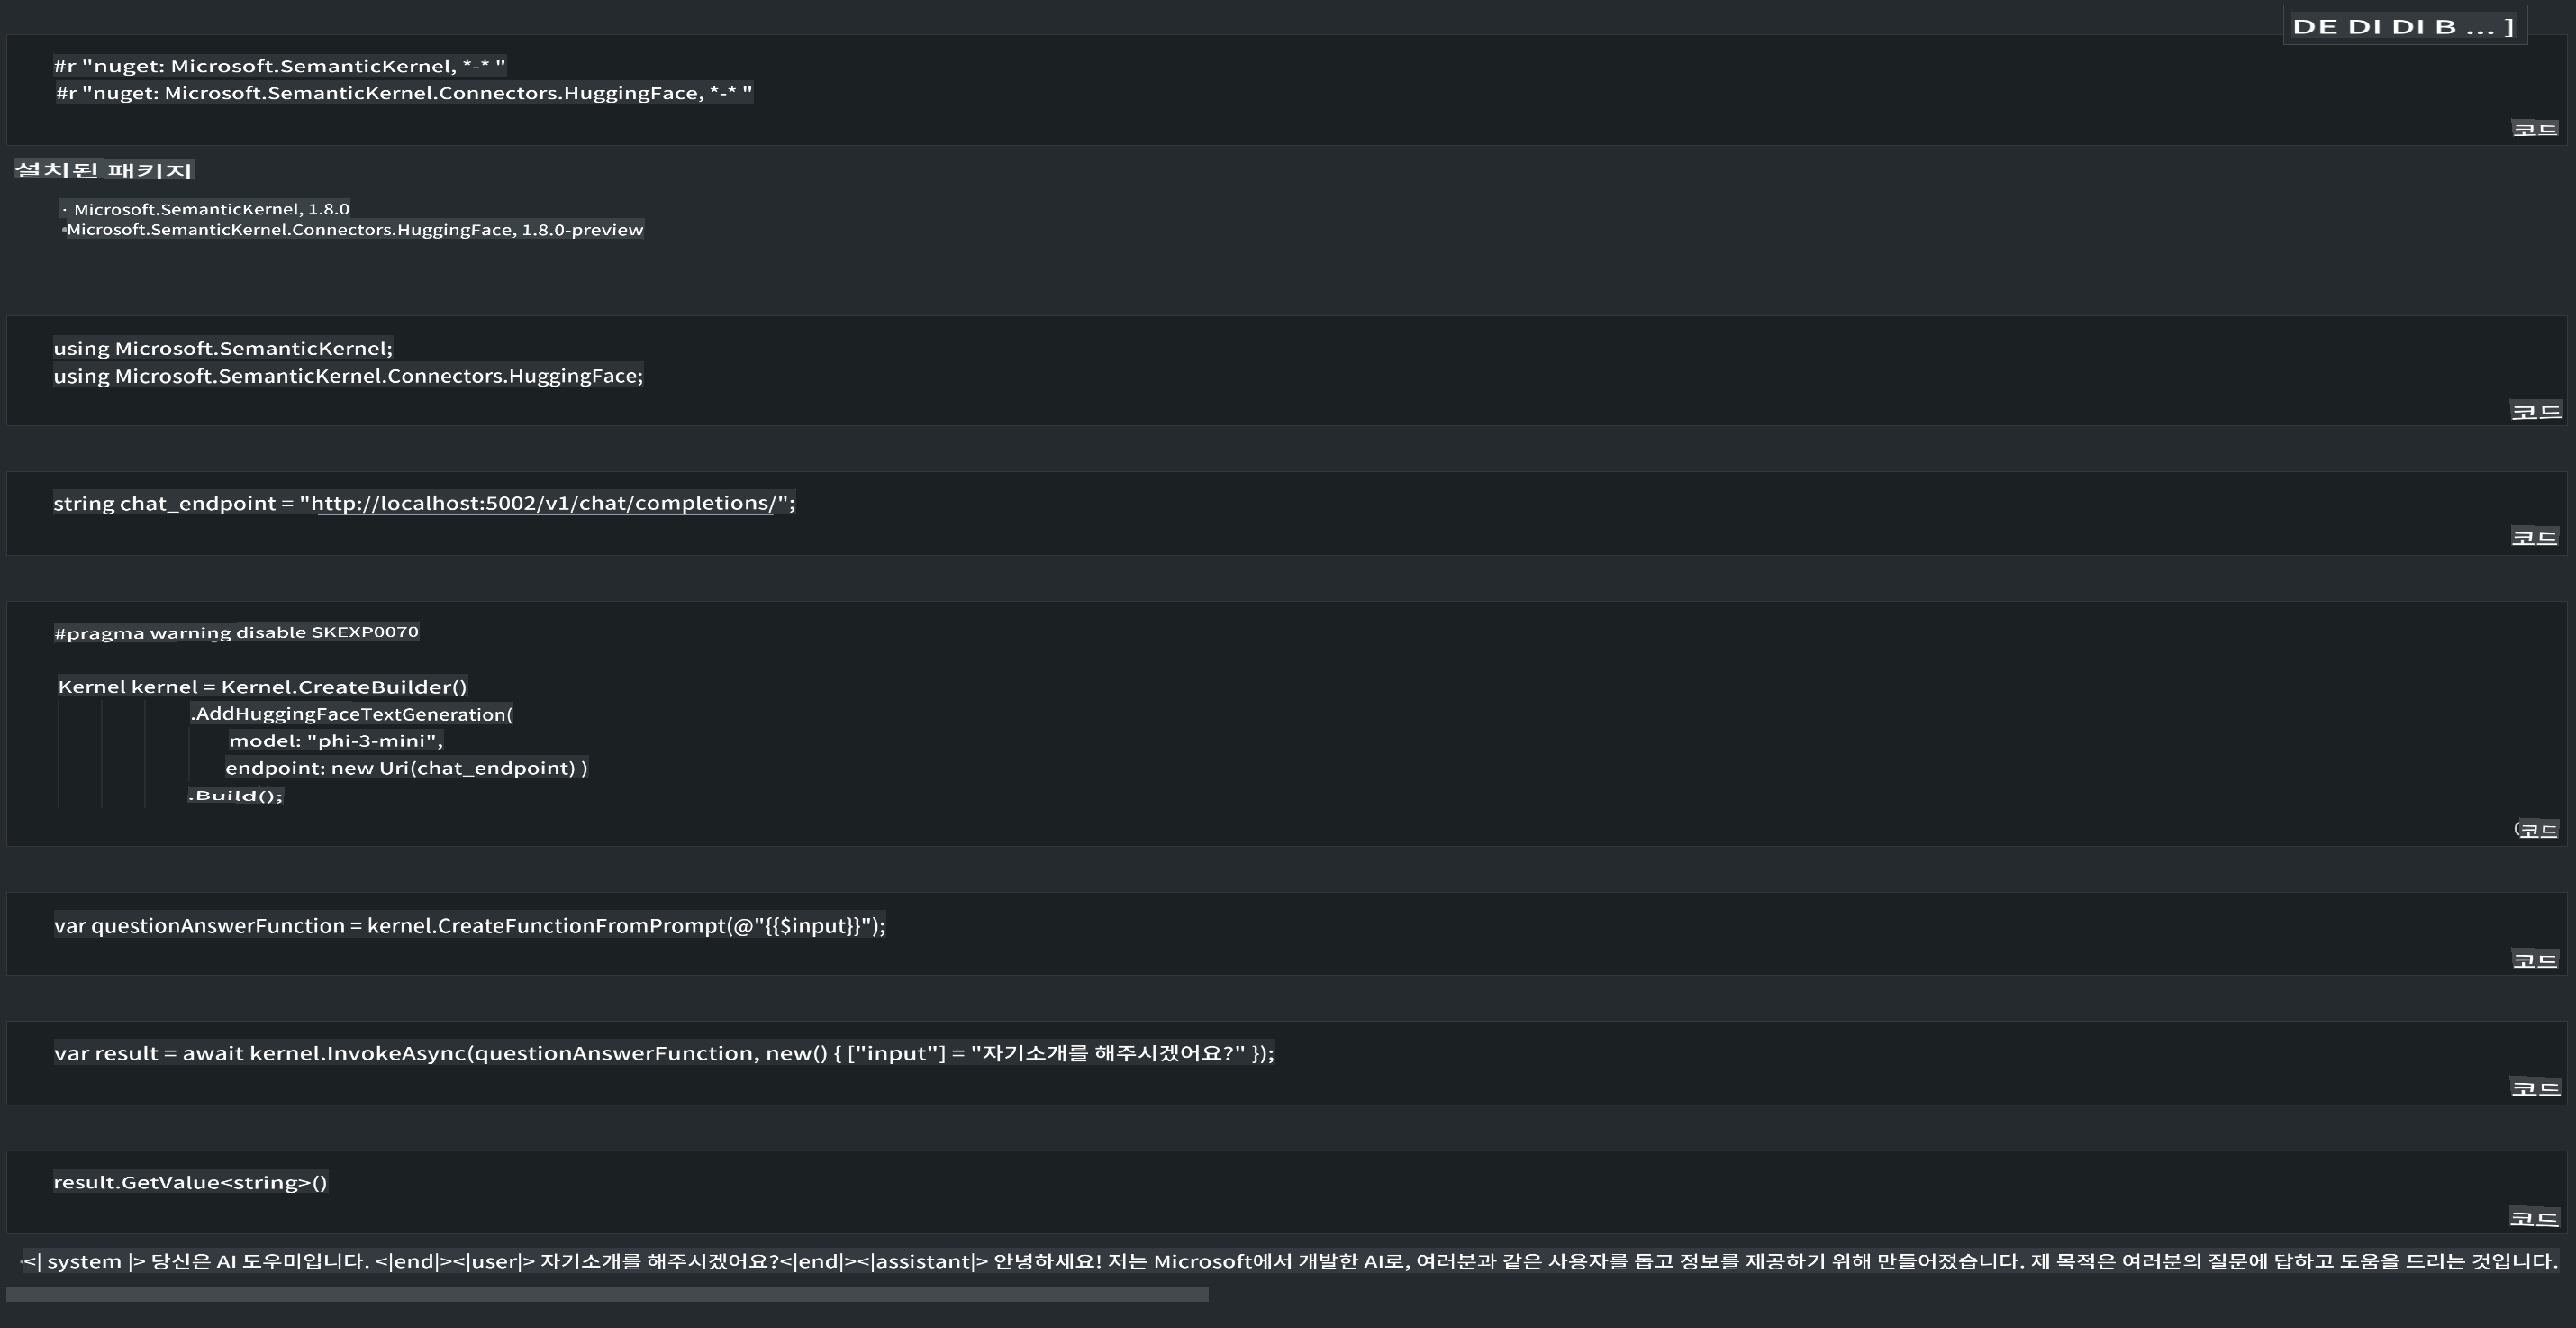 DE DI DI B ... ]
#r "nuget: Microsoft.SemanticKernel, *-* "
#r "nuget: Microsoft.SemanticKernel.Connectors.HuggingFace, *-* "
코드
설치된 패키지
· Microsoft.SemanticKernel, 1.8.0
•Microsoft.SemanticKernel.Connectors.HuggingFace, 1.8.0-preview
using Microsoft.SemanticKernel;
using Microsoft.SemanticKernel.Connectors.HuggingFace;
코드
string chat_endpoint = "http://localhost:5002/v1/chat/completions/";
코드
#pragma warning disable SKEXP0070
Kernel kernel = Kernel.CreateBuilder()
.AddHuggingFaceTextGeneration(
model: "phi-3-mini",
endpoint: new Uri(chat_endpoint) )
.Build();
코드
var questionAnswerFunction = kernel.CreateFunctionFromPrompt(@"{{$input}}");
코드
var result = await kernel.InvokeAsync(questionAnswerFunction, new() { ["input"] = "자기소개를 해주시겠어요?" });
코드
result.GetValue<string>()
코드
<| system |> 당신은 AI 도우미입니다. <|end|><|user|> 자기소개를 해주시겠어요?<|end|><|assistant|> 안녕하세요! 저는 Microsoft에서 개발한 AI로, 여러분과 같은 사용자를 돕고 정보를 제공하기 위해 만들어졌습니다. 제 목적은 여러분의 질문에 답하고 도움을 드리는 것입니다.